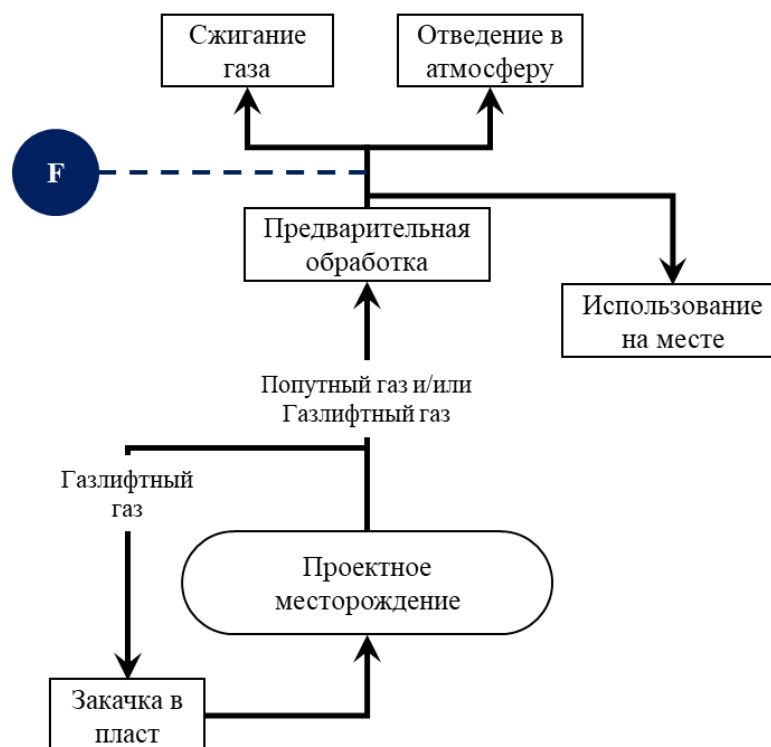 Сжигание
газа
Отведение в
атмосферу
F
Предварительная
обработка
Использование
на месте
Попутный газ и/или
Газлифтный газ
Газлифтный
газ
Проектное
месторождение
Закачка в
пласт